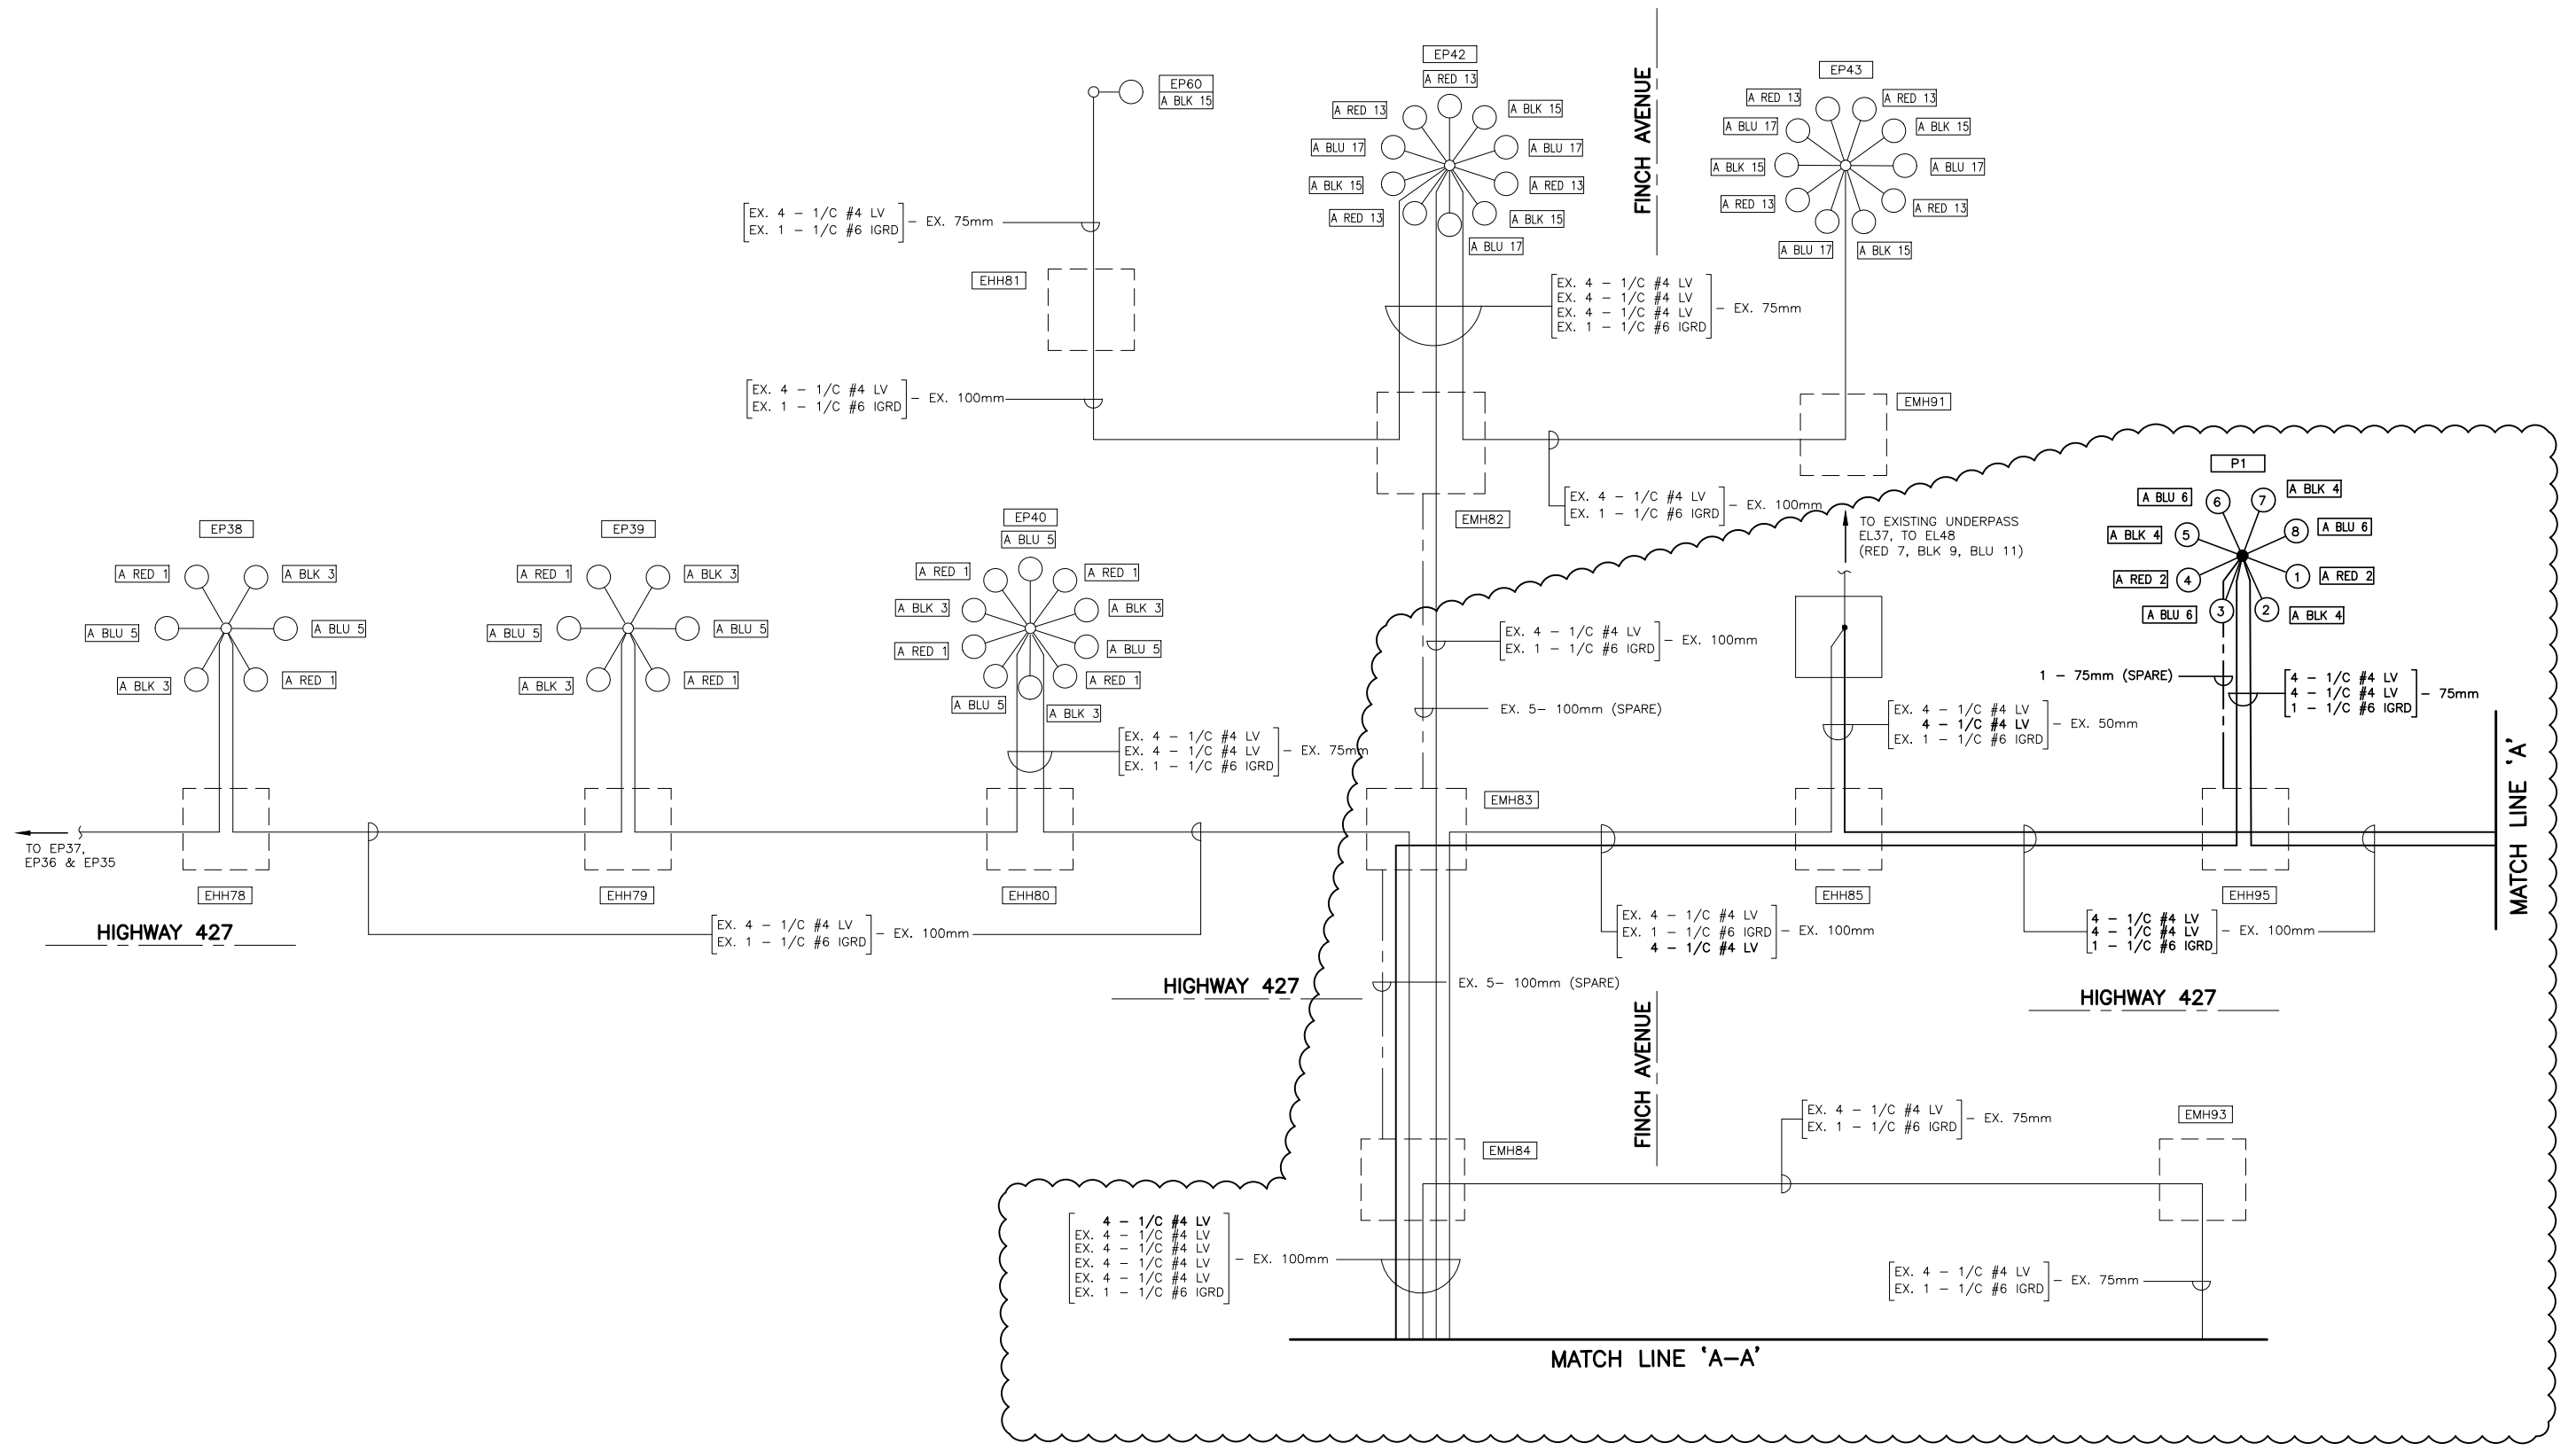 EP60
A BLK 15
EP42
A RED 13
A RED 13
A BLK 15
A BLU 17
A BLU 17
A BLK 15
A RED 13
A RED 13
A BLK 15
A BLU 17
FINCH AVENUE
EP43
A RED 13
A RED 13
A BLU 17
A BLK 15
A BLK 15
A BLU 17
A RED 13
A RED 13
A BLU 17
A BLK 15
EX. 4 – 1/C #4 LV
EX. 1 – 1/C #6 IGRD
– EX. 75mm
EHH81
EX. 4 – 1/C #4 LV
EX. 4 – 1/C #4 LV
EX. 4 – 1/C #4 LV
EX. 1 – 1/C #6 IGRD
– EX. 75mm
EX. 4 – 1/C #4 LV
EX. 1 – 1/C #6 IGRD
– EX. 100mm
EMH91
EMH82
EX. 4 – 1/C #4 LV
EX. 1 – 1/C #6 IGRD
– EX. 100mm
EP38
A RED 1
A BLK 3
A BLU 5
A BLU 5
A BLK 3
A RED 1
EP39
A RED 1
A BLK 3
A BLU 5
A BLU 5
A BLK 3
A RED 1
EP40
A BLU 5
A RED 1
A RED 1
A BLK 3
A BLK 3
A RED 1
A BLU 5
A BLU 5
A RED 1
A BLK 3
EX. 4 – 1/C #4 LV
EX. 4 – 1/C #4 LV
EX. 1 – 1/C #6 IGRD
– EX. 75mm
TO EXISTING UNDERPASS
EL37, TO EL48
(RED 7, BLK 9, BLU 11)
P1
A BLU 6
6
7
A BLK 4
A BLK 4
5
8
A BLU 6
A RED 2
4
1
A RED 2
A BLU 6
3
2
A BLK 4
EX. 4 – 1/C #4 LV
EX. 1 – 1/C #6 IGRD
– EX. 100mm
EX. 5– 100mm (SPARE)
EX. 4 – 1/C #4 LV
4 – 1/C #4 LV
EX. 1 – 1/C #6 IGRD
– EX. 50mm
1 – 75mm (SPARE)
4 – 1/C #4 LV
4 – 1/C #4 LV
1 – 1/C #6 IGRD
– 75mm
MATCH LINE ‘A’
EMH83
TO EP37,
EP36 & EP35
EHH78
EHH79
EHH80
EHH85
EHH95
HIGHWAY 427
EX. 4 – 1/C #4 LV
EX. 1 – 1/C #6 IGRD
– EX. 100mm
EX. 4 – 1/C #4 LV
EX. 1 – 1/C #6 IGRD
4 – 1/C #4 LV
– EX. 100mm
4 – 1/C #4 LV
4 – 1/C #4 LV
1 – 1/C #6 IGRD
– EX. 100mm
HIGHWAY 427
EX. 5– 100mm (SPARE)
HIGHWAY 427
FINCH AVENUE
EMH84
EX. 4 – 1/C #4 LV
EX. 1 – 1/C #6 IGRD
– EX. 75mm
EMH93
4 – 1/C #4 LV
EX. 4 – 1/C #4 LV
EX. 4 – 1/C #4 LV
EX. 4 – 1/C #4 LV
EX. 4 – 1/C #4 LV
EX. 1 – 1/C #6 IGRD
– EX. 100mm
EX. 4 – 1/C #4 LV
EX. 1 – 1/C #6 IGRD
– EX. 75mm
MATCH LINE ‘A–A’